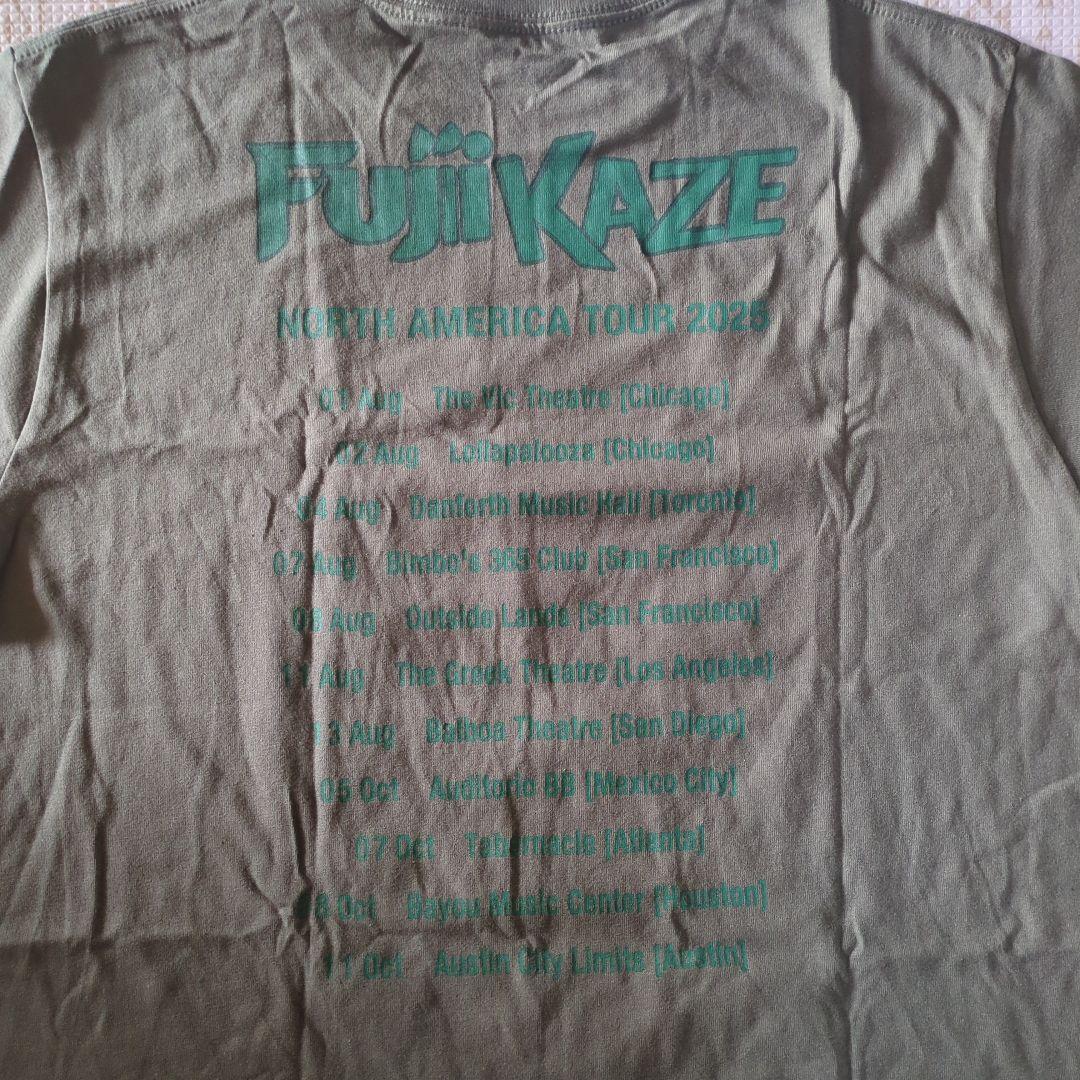 Fujii Kaze
NORTH AMERICA TOUR 2025
01 Aug The Vic Theatre [Chicago]
02 Aug Lollapalooza [Chicago]
04 Aug Danforth Music Hall [Toronto]
07 Aug Bimbo's 365 Club [San Francisco]
08 Aug Outside Lands [San Francisco]
11 Aug The Greek Theatre [Los Angeles]
13 Aug Balboa Theatre [San Diego]
05 Oct Auditorio BB [Mexico City]
07 Oct Tabernacle [Atlanta]
08 Oct Bayou Music Center [Houston]
11 Oct Austin City Limits [Austin]